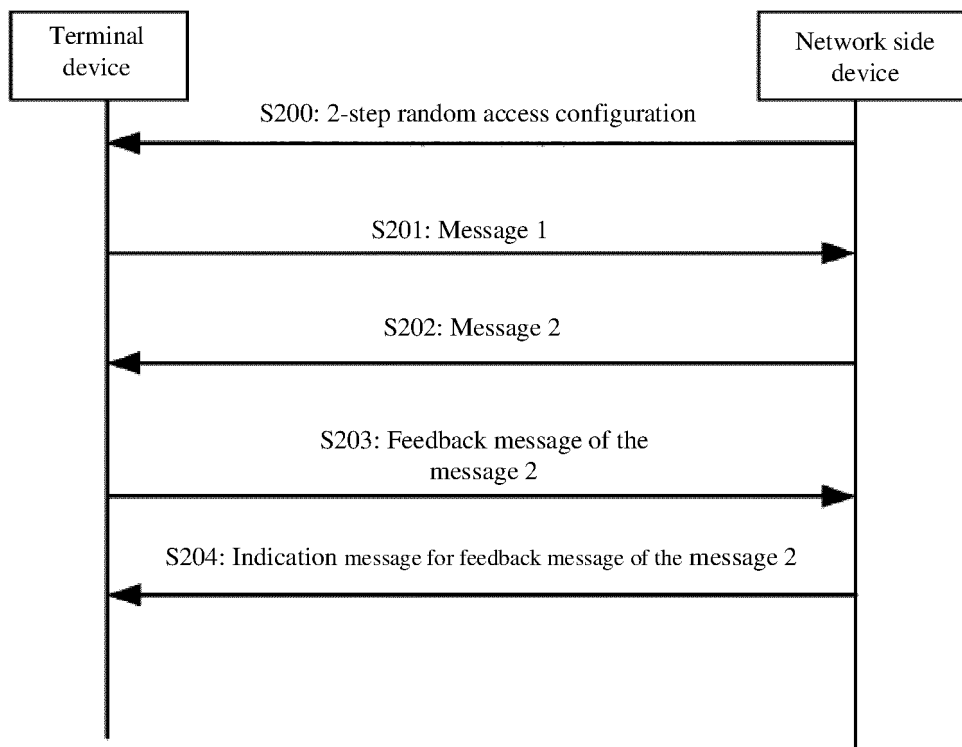 Terminal
device
Network side
device
S200: 2-step random access configuration
S201: Message 1
S202: Message 2
S203: Feedback message of the
message 2
S204: Indication message for feedback message of the message 2